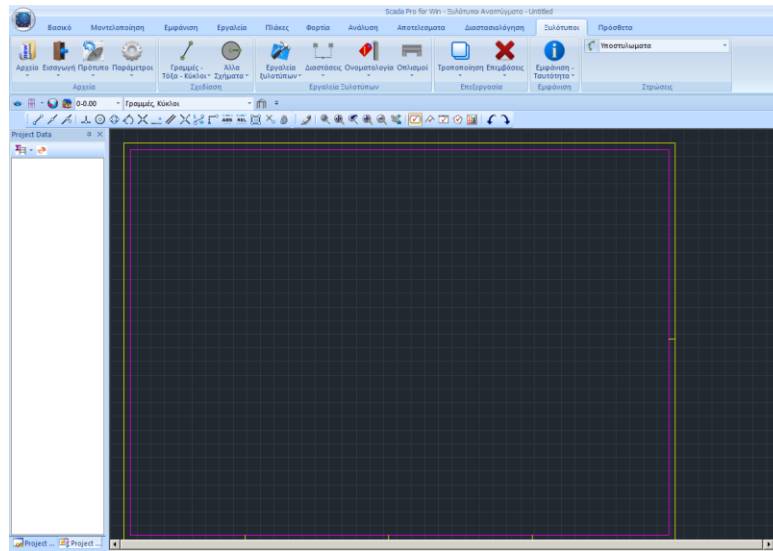 Scada Pro for Win - Ξυλότυποι Αναπτύγματα - Untitled
Βασικό Μοντελοποίηση Εμφάνιση Εργαλεία Πλάκες Φορτία Ανάλυση Αποτελεσματα Διαστασιολόγηση Ξυλότυποι Πρόσθετα
Αρχείο Εισαγωγή Πρότυπο Παράμετροι Γραμμές - Τόξα - Κύκλοι Άλλα Σχήματα Εργαλεία ξυλοτύπων Διαστάσεις Ονοματολογία Οπλισμοί Τροποποίηση Επεμβάσεις Εμφάνιση - Ταυτότητα Υποστυλωματα
Αρχεία Σχεδίαση Εργαλεία Ξυλοτύπων Επεξεργασία Εμφάνιση Στρώσεις
0-0.00 Γραμμές, Κύκλοι
Project Data
Project ... Project ...